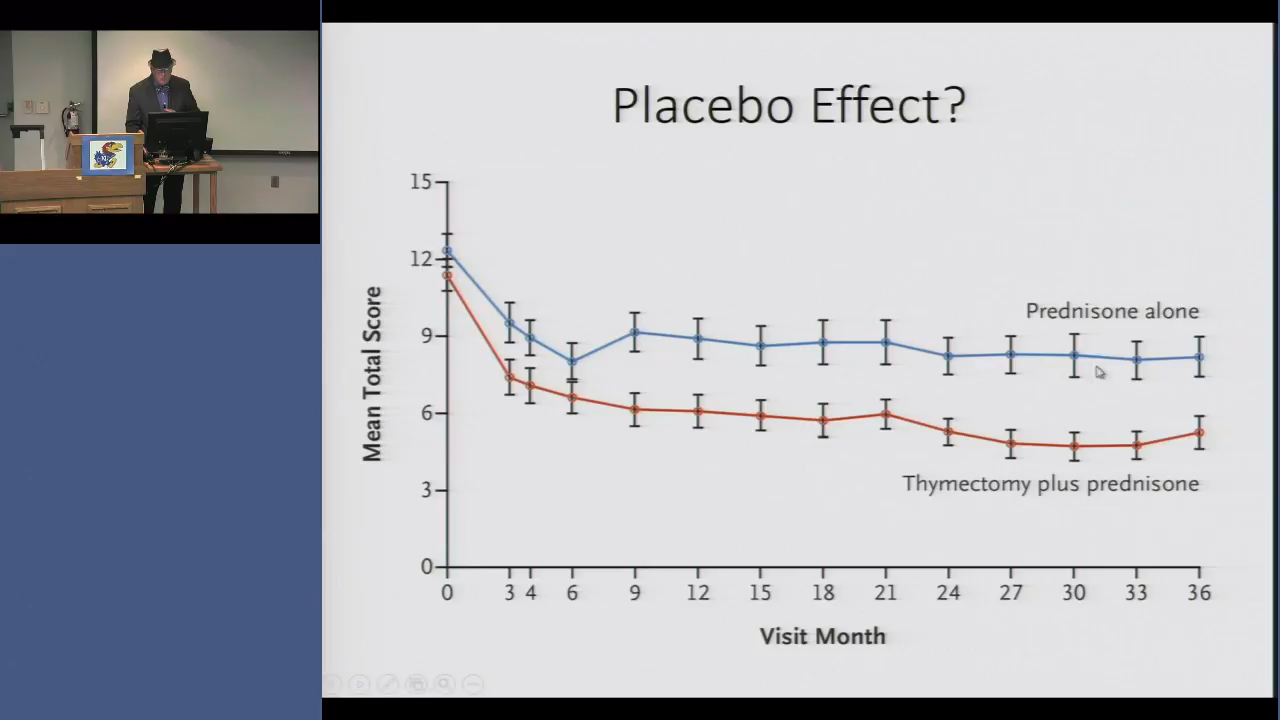 Placebo Effect?
15
12
9
6
3
0
Mean Total Score
Prednisone alone
Thymectomy plus prednisone
0 3 4 6 9 12 15 18 21 24 27 30 33 36
Visit Month